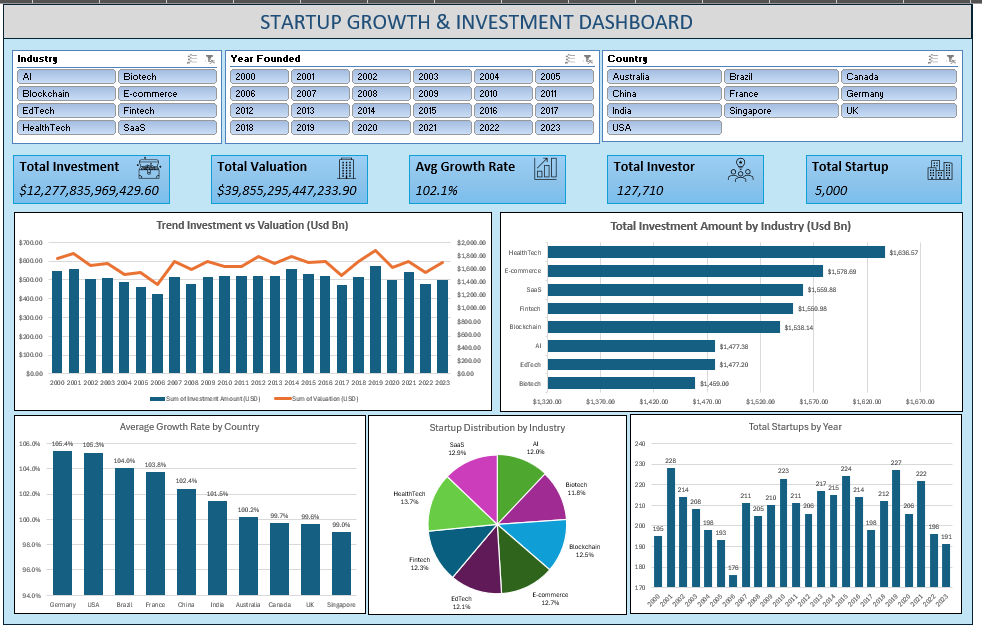 STARTUP GROWTH & INVESTMENT DASHBOARD
Industry
AI Biotech
Blockchain E-commerce
EdTech Fintech
HealthTech SaaS
Year Founded
2000 2001 2002 2003 2004 2005
2006 2007 2008 2009 2010 2011
2012 2013 2014 2015 2016 2017
2018 2019 2020 2021 2022 2023
Country
Australia Brazil Canada
China France Germany
India Singapore UK
USA
Total Investment
$12,277,835,969,429.60
Total Valuation
$39,855,295,447,233.90
Avg Growth Rate
102.1%
Total Investor
127,710
Total Startup
5,000
Trend Investment vs Valuation (Usd Bn)
$700.00 $2,000.00
$600.00 $1,800.00
$500.00 $1,600.00
$400.00 $1,400.00
$300.00 $1,200.00
$200.00 $1,000.00
$100.00 $800.00
$0.00 $600.00
$400.00
$200.00
$0.00
2000 2001 2002 2003 2004 2005 2006 2007 2008 2009 2010 2011 2012 2013 2014 2015 2016 2017 2018 2019 2020 2021 2022 2023
Sum of Investment Amount (USD) Sum of Valuation (USD)
Total Investment Amount by Industry (Usd Bn)
HealthTech $1,636.57
E-commerce $1,578.69
SaaS $1,559.88
Fintech $1,550.98
Blockchain $1,538.14
AI $1,477.38
EdTech $1,477.20
Biotech $1,459.00
$1,320.00 $1,370.00 $1,420.00 $1,470.00 $1,520.00 $1,570.00 $1,620.00 $1,670.00
Average Growth Rate by Country
106.0%
104.0%
102.0%
100.0%
98.0%
96.0%
94.0%
105.4% 105.3% 104.0% 103.8% 102.4% 101.5% 100.2% 99.7% 99.6% 99.0%
Germany USA Brazil France China India Australia Canada UK Singapore
Startup Distribution by Industry
AI
12.0%
Biotech
11.8%
Blockchain
12.5%
E-commerce
12.7%
EdTech
12.1%
Fintech
12.3%
HealthTech
13.7%
SaaS
12.9%
Total Startups by Year
240
230
220
210
200
190
180
170
195 228 214 208 198 193 176 211 205 210 223 211 206 217 215 224 214 198 212 227 206 222 196 191
2000 2001 2002 2003 2004 2005 2006 2007 2008 2009 2010 2011 2012 2013 2014 2015 2016 2017 2018 2019 2020 2021 2022 2023